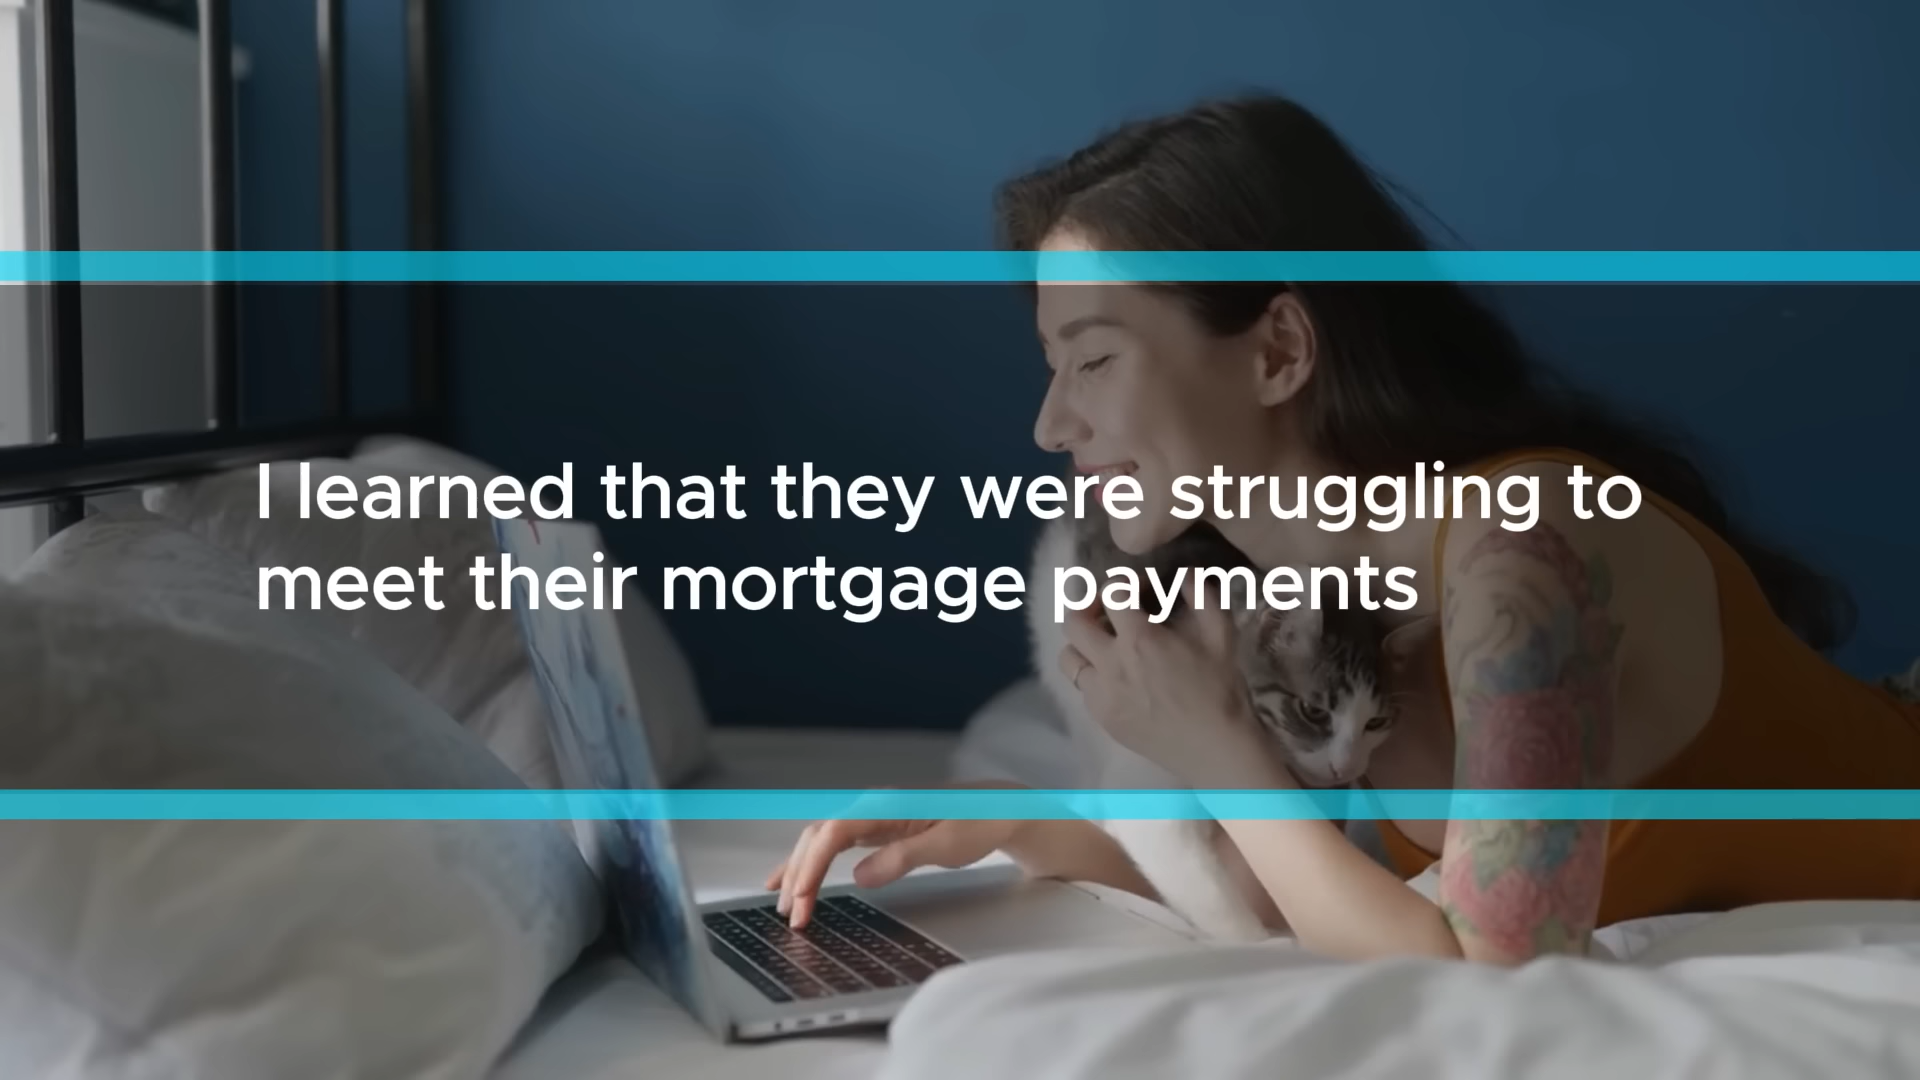 I learned that they were struggling to
meet their mortgage payments